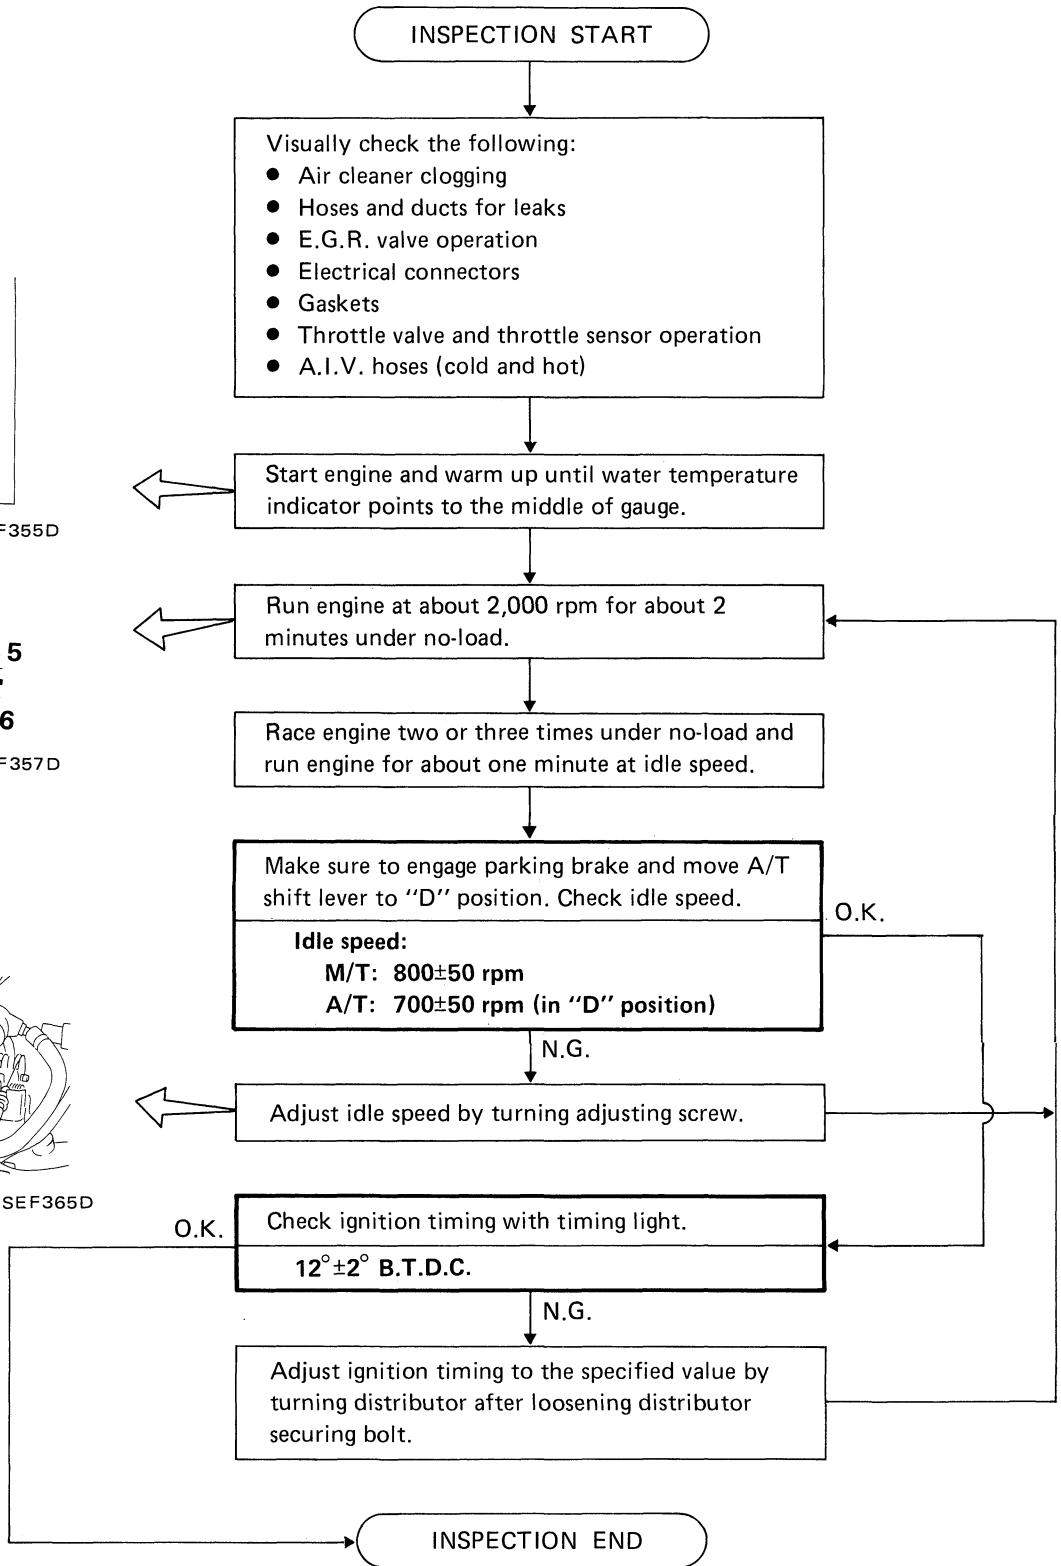 INSPECTION START
Visually check the following:
● Air cleaner clogging
● Hoses and ducts for leaks
● E.G.R. valve operation
● Electrical connectors
● Gaskets
● Throttle valve and throttle sensor operation
● A.I.V. hoses (cold and hot)
Start engine and warm up until water temperature
indicator points to the middle of gauge.
F355D
Run engine at about 2,000 rpm for about 2
minutes under no-load.
5
6
F357D
Race engine two or three times under no-load and
run engine for about one minute at idle speed.
Make sure to engage parking brake and move A/T
shift lever to “D” position. Check idle speed.
O.K.
Idle speed:
M/T: 800±50 rpm
A/T: 700±50 rpm (in “D” position)
N.G.
Adjust idle speed by turning adjusting screw.
SEF365D
O.K.
Check ignition timing with timing light.
12°±2° B.T.D.C.
N.G.
Adjust ignition timing to the specified value by
turning distributor after loosening distributor
securing bolt.
INSPECTION END